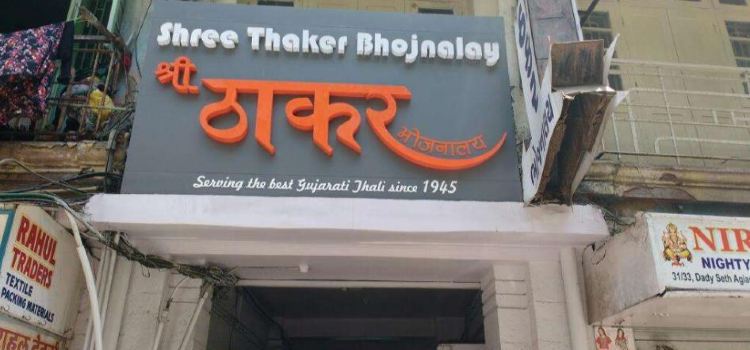 Shree Thaker Bhojnalay
श्री ठाकर
भोजनालय
Serving the best Gujarati Thali since 1945
RAHUL
TRADERS
TEXTILE
PACKING MATERIALS
NIR
NIGHTY
31/33, Dady Seth Agiar